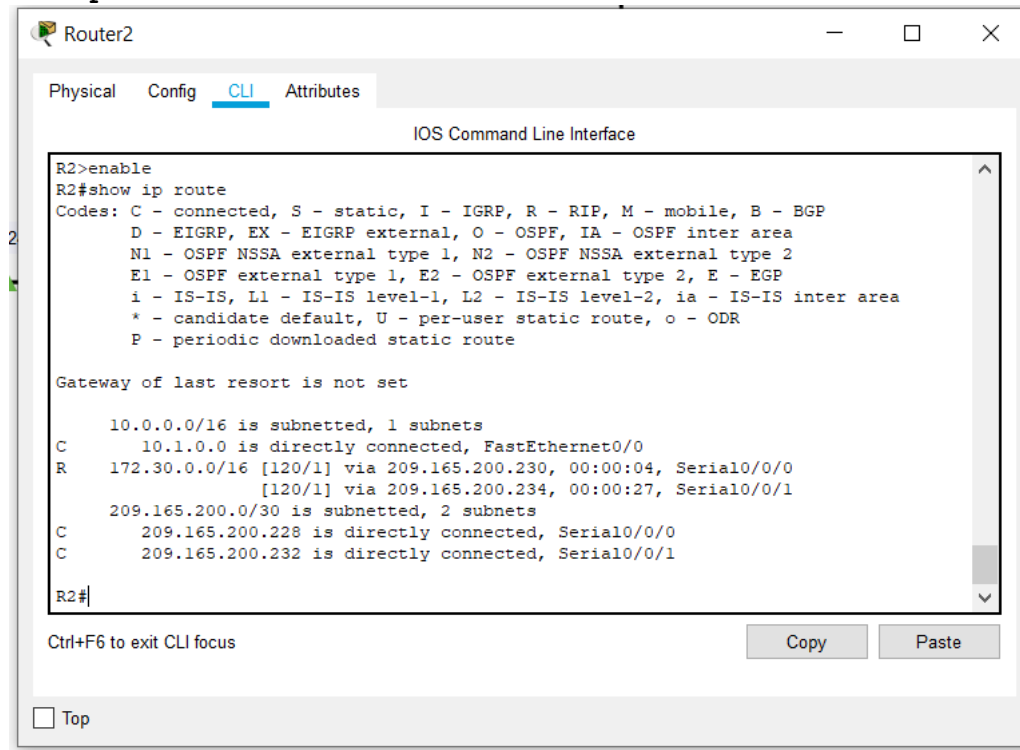 Router2
Physical Config CLI Attributes
IOS Command Line Interface
R2>enable
R2#show ip route
Codes: C - connected, S - static, I - IGRP, R - RIP, M - mobile, B - BGP
       D - EIGRP, EX - EIGRP external, O - OSPF, IA - OSPF inter area
       N1 - OSPF NSSA external type 1, N2 - OSPF NSSA external type 2
       E1 - OSPF external type 1, E2 - OSPF external type 2, E - EGP
       i - IS-IS, L1 - IS-IS level-1, L2 - IS-IS level-2, ia - IS-IS inter area
       * - candidate default, U - per-user static route, o - ODR
       P - periodic downloaded static route
Gateway of last resort is not set
     10.0.0.0/16 is subnetted, 1 subnets
C       10.1.0.0 is directly connected, FastEthernet0/0
R    172.30.0.0/16 [120/1] via 209.165.200.230, 00:00:04, Serial0/0/0
                   [120/1] via 209.165.200.234, 00:00:27, Serial0/0/1
     209.165.200.0/30 is subnetted, 2 subnets
C       209.165.200.228 is directly connected, Serial0/0/0
C       209.165.200.232 is directly connected, Serial0/0/1
R2#
Ctrl+F6 to exit CLI focus Copy Paste
Top